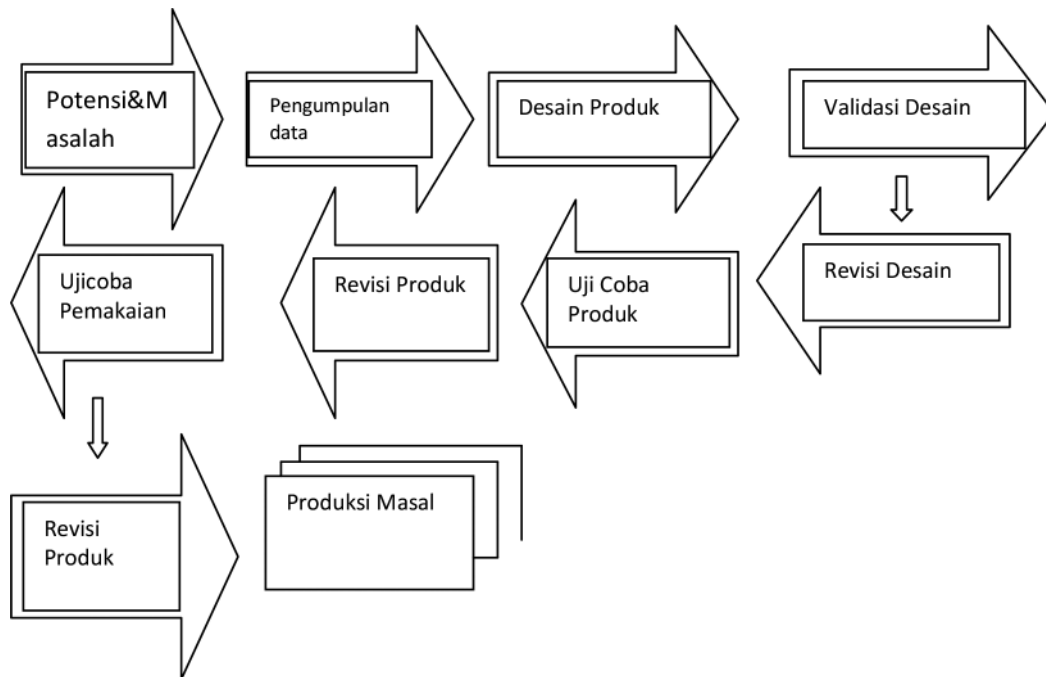 Potensi&M
asalah
Pengumpulan
data
Desain Produk
Validasi Desain
Revisi Desain
Uji Coba
Produk
Revisi Produk
Ujicoba
Pemakaian
Revisi
Produk
Produksi Masal